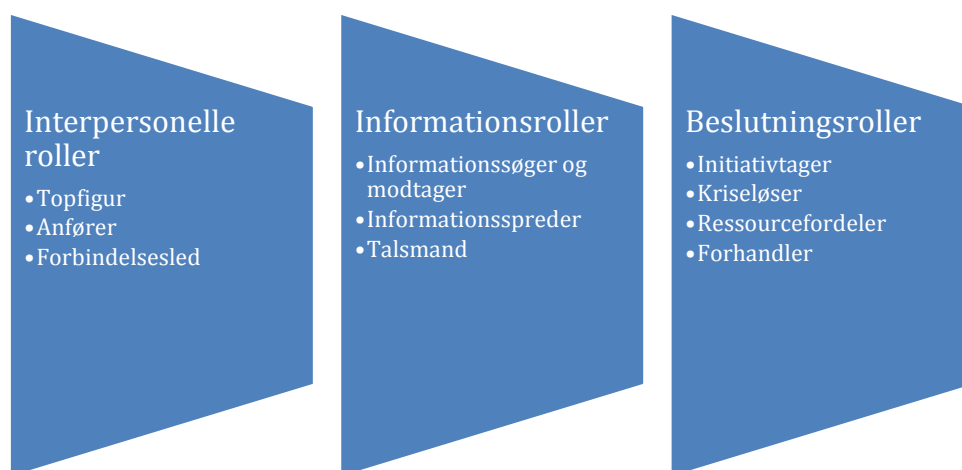 Interpersonelle
roller
•Topfigur
•Anfører
•Forbindelsesled
Informationsroller
•Informationssøger og
modtager
•Informationsspreder
•Talsmand
Beslutningsroller
•Initiativtager
•Kriseløser
•Ressourcefordeler
•Forhandler